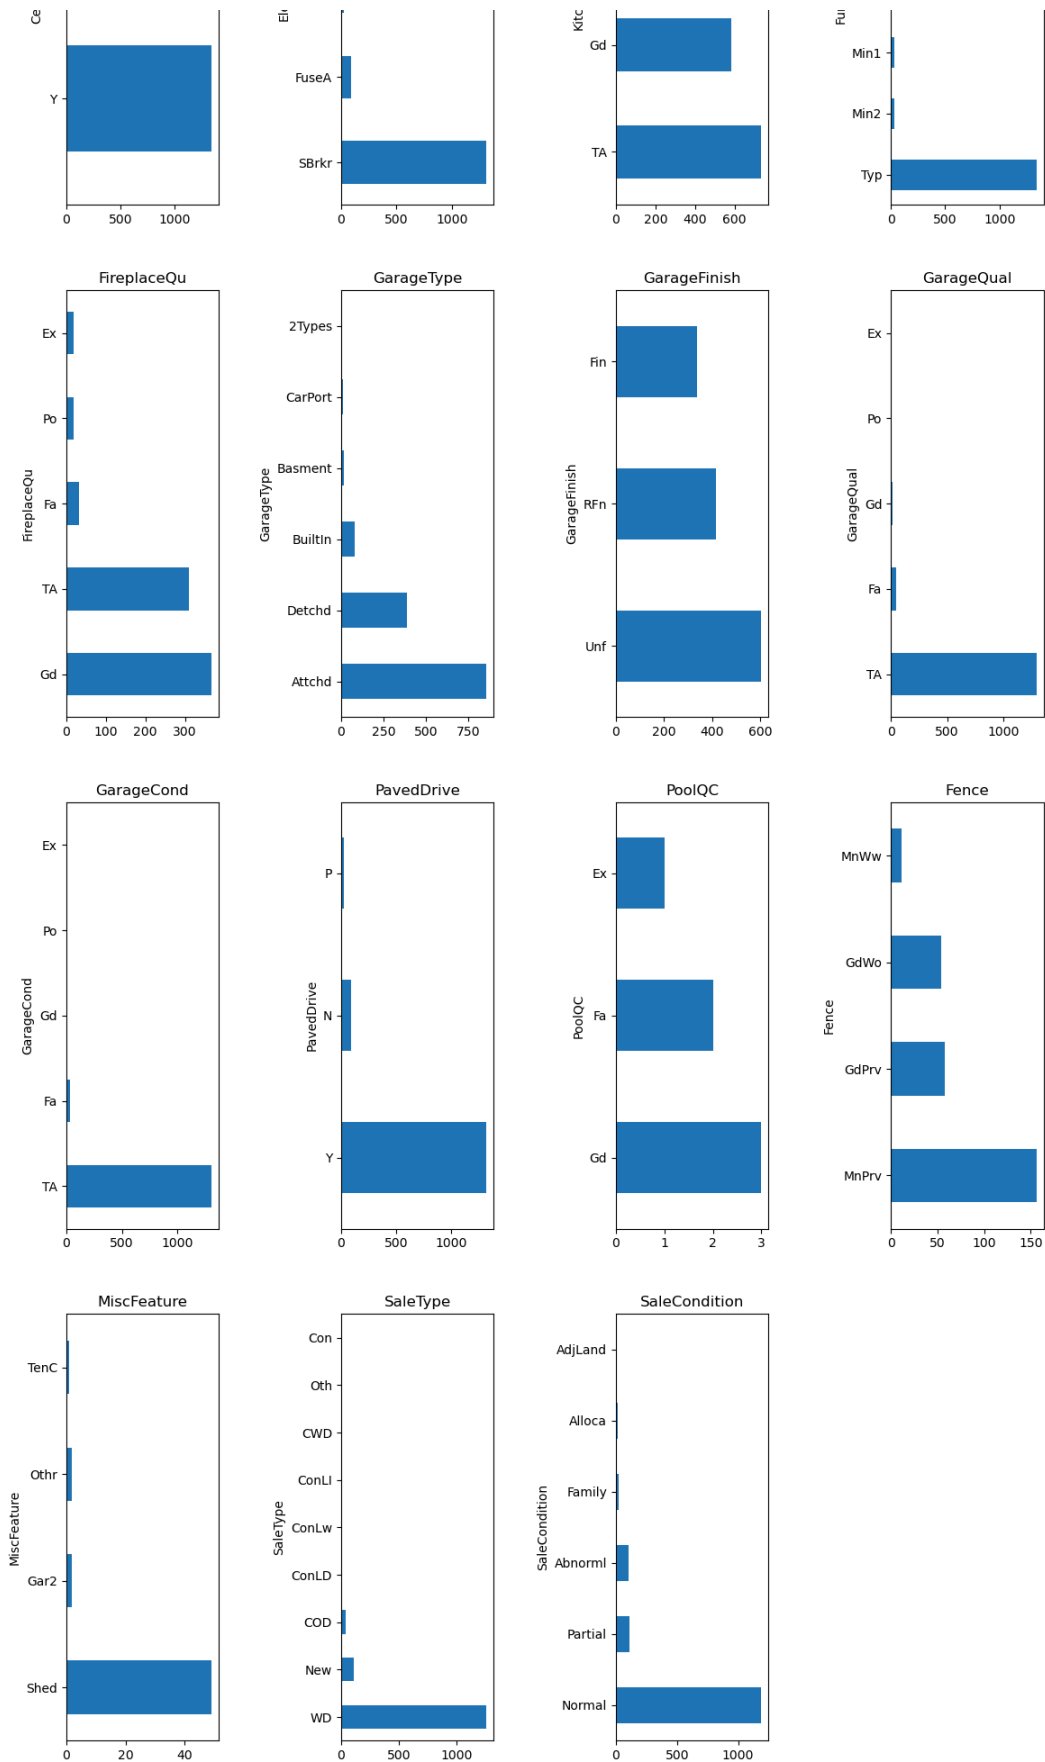 Ce
Y
0 500 1000
El
FuseA
SBrkr
0 500 1000
Kitc
Gd
TA
0 200 400 600
Fu
Min1
Min2
Typ
0 500 1000
FireplaceQu
FireplaceQu
Ex
Po
Fa
TA
Gd
0 100 200 300
GarageType
GarageType
2Types
CarPort
Basment
BuiltIn
Detchd
Attchd
0 250 500 750
GarageFinish
GarageFinish
Fin
RFn
Unf
0 200 400 600
GarageQual
GarageQual
Ex
Po
Gd
Fa
TA
0 500 1000
GarageCond
GarageCond
Ex
Po
Gd
Fa
TA
0 500 1000
PavedDrive
PavedDrive
P
N
Y
0 500 1000
PoolQC
PoolQC
Ex
Fa
Gd
0 1 2 3
Fence
Fence
MnWw
GdWo
GdPrv
MnPrv
0 50 100 150
MiscFeature
MiscFeature
TenC
Othr
Gar2
Shed
0 20 40
SaleType
SaleType
Con
Oth
CWD
ConLI
ConLw
ConLD
COD
New
WD
0 500 1000
SaleCondition
SaleCondition
AdjLand
Alloca
Family
Abnorml
Partial
Normal
0 500 1000